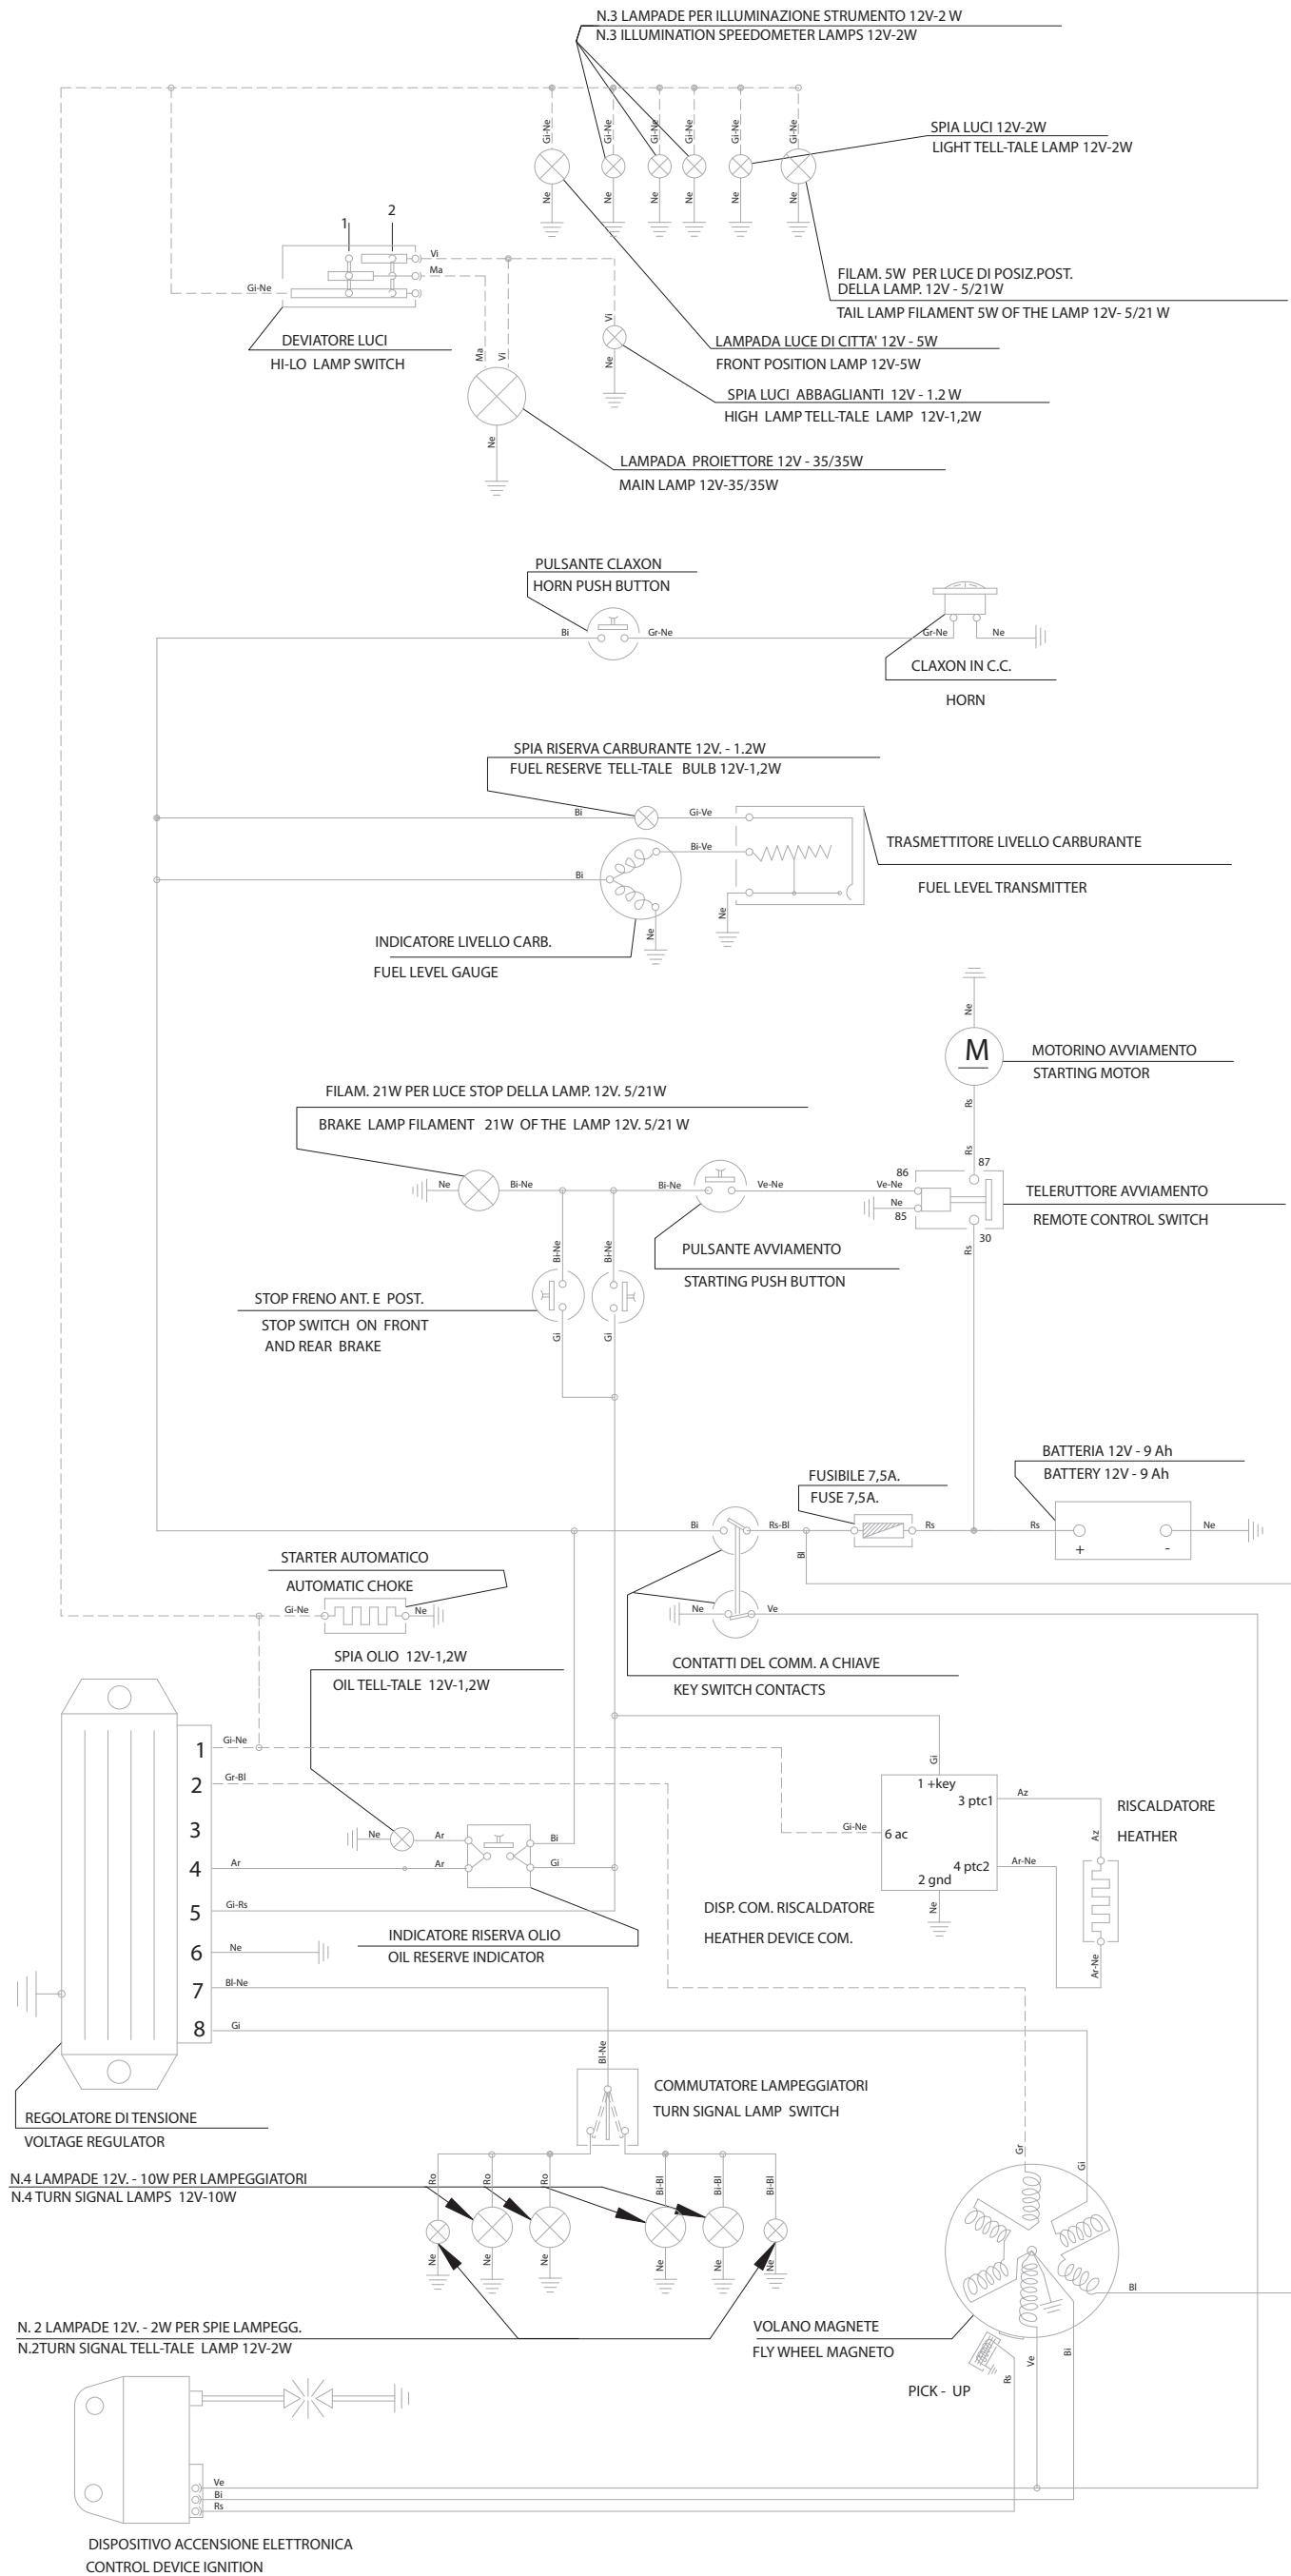 N.3 LAMPADE PER ILLUMINAZIONE STRUMENTO 12V-2 W
N.3 ILLUMINATION SPEEDOMETER LAMPS 12V-2W
Gi-Ne Gi-Ne Gi-Ne Gi-Ne Gi-Ne Gi-Ne
SPIA LUCI 12V-2W
LIGHT TELL-TALE LAMP 12V-2W
Ne Ne Ne Ne Ne Ne
1 2
Vi
Ma
Gi-Ne
FILAM. 5W PER LUCE DI POSIZ.POST.
DELLA LAMP. 12V - 5/21W
TAIL LAMP FILAMENT 5W OF THE LAMP 12V- 5/21 W
DEVIATORE LUCI
HI-LO LAMP SWITCH
Ma Vi Vi Ne
LAMPADA LUCE DI CITTA' 12V - 5W
FRONT POSITION LAMP 12V-5W
SPIA LUCI ABBAGLIANTI 12V - 1.2 W
HIGH LAMP TELL-TALE LAMP 12V-1,2W
Ne
LAMPADA PROIETTORE 12V - 35/35W
MAIN LAMP 12V-35/35W
PULSANTE CLAXON
HORN PUSH BUTTON
Bi Gr-Ne Gr-Ne Ne
CLAXON IN C.C.
HORN
SPIA RISERVA CARBURANTE 12V. - 1.2W
FUEL RESERVE TELL-TALE BULB 12V-1,2W
Bi Gi-Ve
TRASMETTITORE LIVELLO CARBURANTE
Bi-Ve
Bi
FUEL LEVEL TRANSMITTER
Ne Ne
INDICATORE LIVELLO CARB.
FUEL LEVEL GAUGE
Ne
M
MOTORINO AVVIAMENTO
STARTING MOTOR
Rs
FILAM. 21W PER LUCE STOP DELLA LAMP. 12V. 5/21W
BRAKE LAMP FILAMENT 21W OF THE LAMP 12V. 5/21 W
Rs
87
86
Ne Bi-Ne Bi-Ne Ve-Ne Ve-Ne
Ne
85
30
TELERUTTORE AVVIAMENTO
REMOTE CONTROL SWITCH
Bi-Ne Bi-Ne Rs
PULSANTE AVVIAMENTO
STARTING PUSH BUTTON
STOP FRENO ANT. E POST.
STOP SWITCH ON FRONT
AND REAR BRAKE
Gi Gi
BATTERIA 12V - 9 Ah
BATTERY 12V - 9 Ah
FUSIBILE 7,5A.
FUSE 7,5A.
Bi Rs-Bl Rs Rs Ne
+ -
Bl
STARTER AUTOMATICO
AUTOMATIC CHOKE
Gi-Ne Ne
Ne Ve
SPIA OLIO 12V-1,2W
OIL TELL-TALE 12V-1,2W
CONTATTI DEL COMM. A CHIAVE
KEY SWITCH CONTACTS
Gi-Ne
1
Gr-Bl
2
3
Ne Ar Bi
4
Ar Ar Gi
Gi
1 +key
3 ptc1
Az
RISCALDATORE
HEATHER
Gi-Ne
6 ac
Az
4 ptc2
Ar-Ne
2 gnd
Ne
DISP. COM. RISCALDATORE
HEATHER DEVICE COM.
Ar-Ne
5
Gi-Rs
INDICATORE RISERVA OLIO
OIL RESERVE INDICATOR
6
Ne
7
Bl-Ne
8
Gi
Bl-Ne
COMMUTATORE LAMPEGGIATORI
TURN SIGNAL LAMP SWITCH
REGOLATORE DI TENSIONE
VOLTAGE REGULATOR
Gr Gi
N.4 LAMPADE 12V. - 10W PER LAMPEGGIATORI
N.4 TURN SIGNAL LAMPS 12V-10W
Ro Ro Ro Bi-Bl Bi-Bl Bi-Bl
Ne Ne Ne Ne Ne Ne
Bl
N. 2 LAMPADE 12V. - 2W PER SPIE LAMPEGG.
N.2TURN SIGNAL TELL-TALE LAMP 12V-2W
VOLANO MAGNETE
FLY WHEEL MAGNETO
Rs Ve Bi
PICK - UP
Ve
Bi
Rs
DISPOSITIVO ACCENSIONE ELETTRONICA
CONTROL DEVICE IGNITION